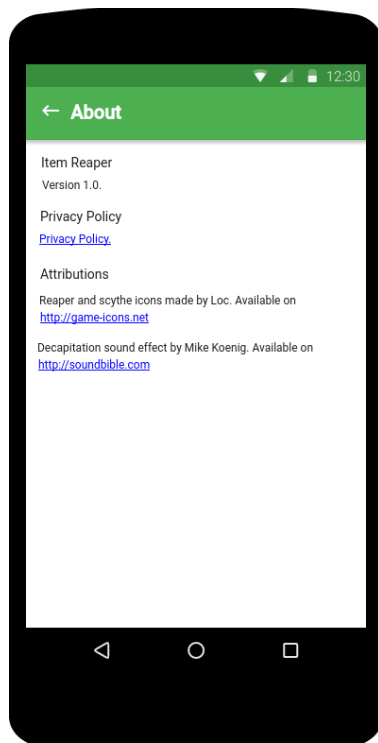 12:30
About
Item Reaper
Version 1.0.
Privacy Policy
Privacy Policy.
Attributions
Reaper and scythe icons made by Loc. Available on
http://game-icons.net
Decapitation sound effect by Mike Koenig. Available on
http://soundbible.com